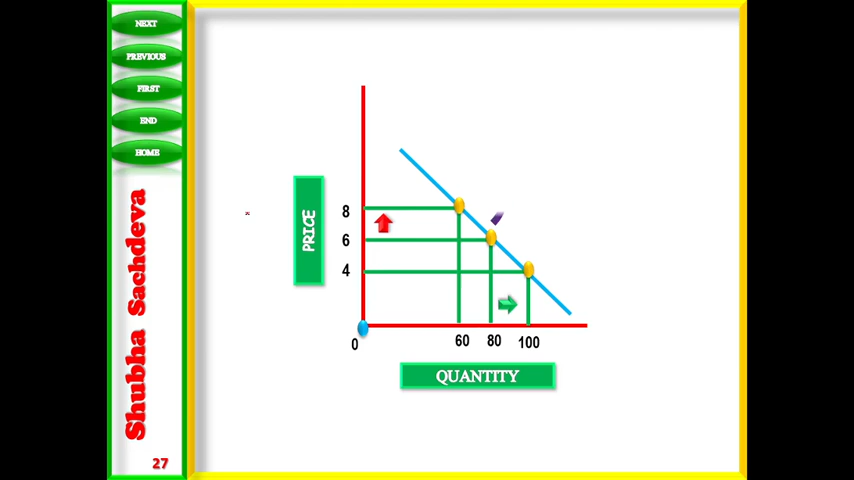 NEXT
PREVIOUS
FIRST
END
HOME
Shubha Sachdeva
27
PRICE
8
6
4
0
60 80 100
QUANTITY